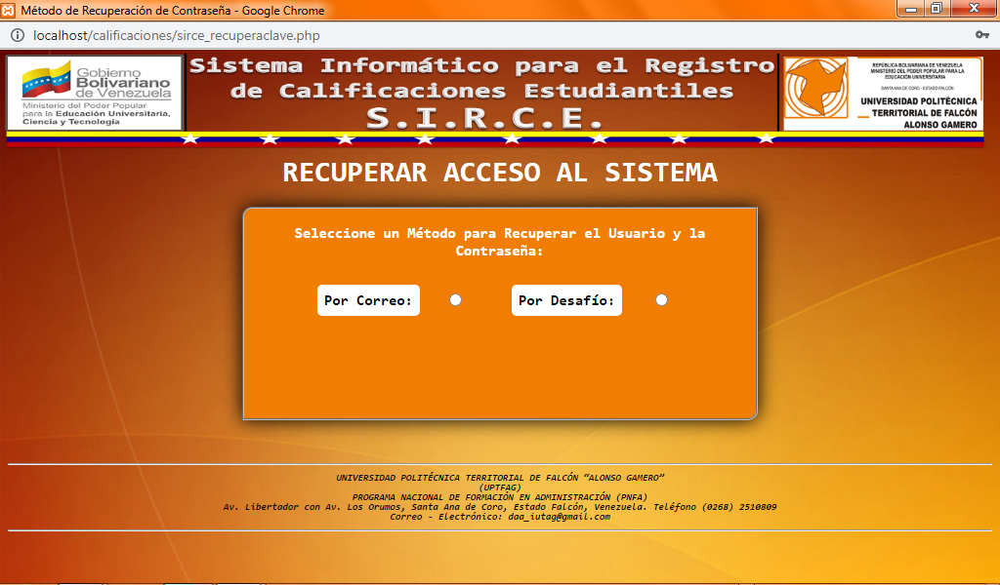 Método de Recuperación de Contraseña - Google Chrome
localhost/calificaciones/sirce_recuperaclave.php
Gobierno
Bolivariano
de Venezuela
Ministerio del Poder Popular
para la Educación Universitaria,
Ciencia y Tecnología
Sistema Informático para el Registro
de Calificaciones Estudiantiles
S.I.R.C.E.
REPÚBLICA BOLIVARIANA DE VENEZUELA
MINISTERIO DEL PODER POPULAR PARA LA
EDUCACIÓN UNIVERSITARIA
SANTA ANA DE CORO - ESTADO FALCÓN
UNIVERSIDAD POLITÉCNICA
TERRITORIAL DE FALCÓN
ALONSO GAMERO
RECUPERAR ACCESO AL SISTEMA
Seleccione un Método para Recuperar el Usuario y la
Contraseña:
Por Correo: Por Desafío:
UNIVERSIDAD POLITÉCNICA TERRITORIAL DE FALCÓN “ALONSO GAMERO”
(UPTFAG)
PROGRAMA NACIONAL DE FORMACIÓN EN ADMINISTRACIÓN (PNFA)
Av. Libertador con Av. Los Orumos, Santa Ana de Coro, Estado Falcón, Venezuela. Teléfono (0268) 2510809
Correo - Electrónico: daa_iutag@gmail.com